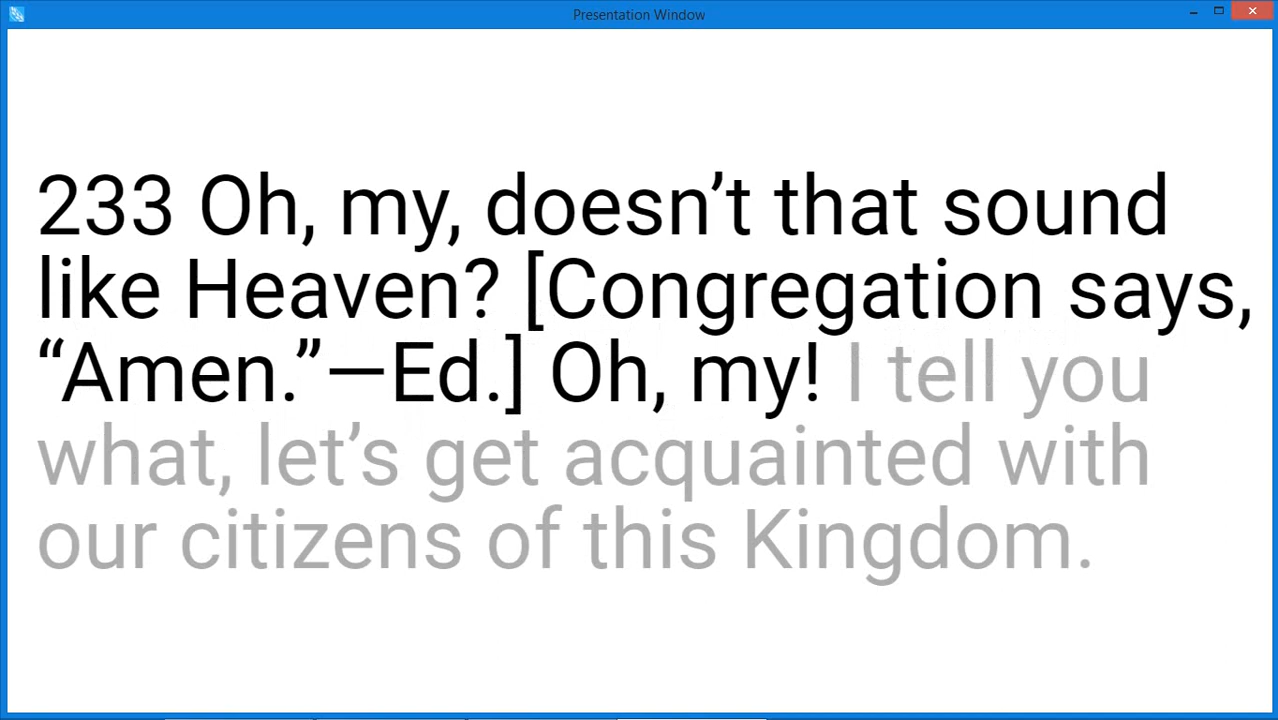 Presentation Window
233 Oh, my, doesn’t that sound
like Heaven? [Congregation says,
“Amen.”—Ed.] Oh, my! I tell you
what, let’s get acquainted with
our citizens of this Kingdom.